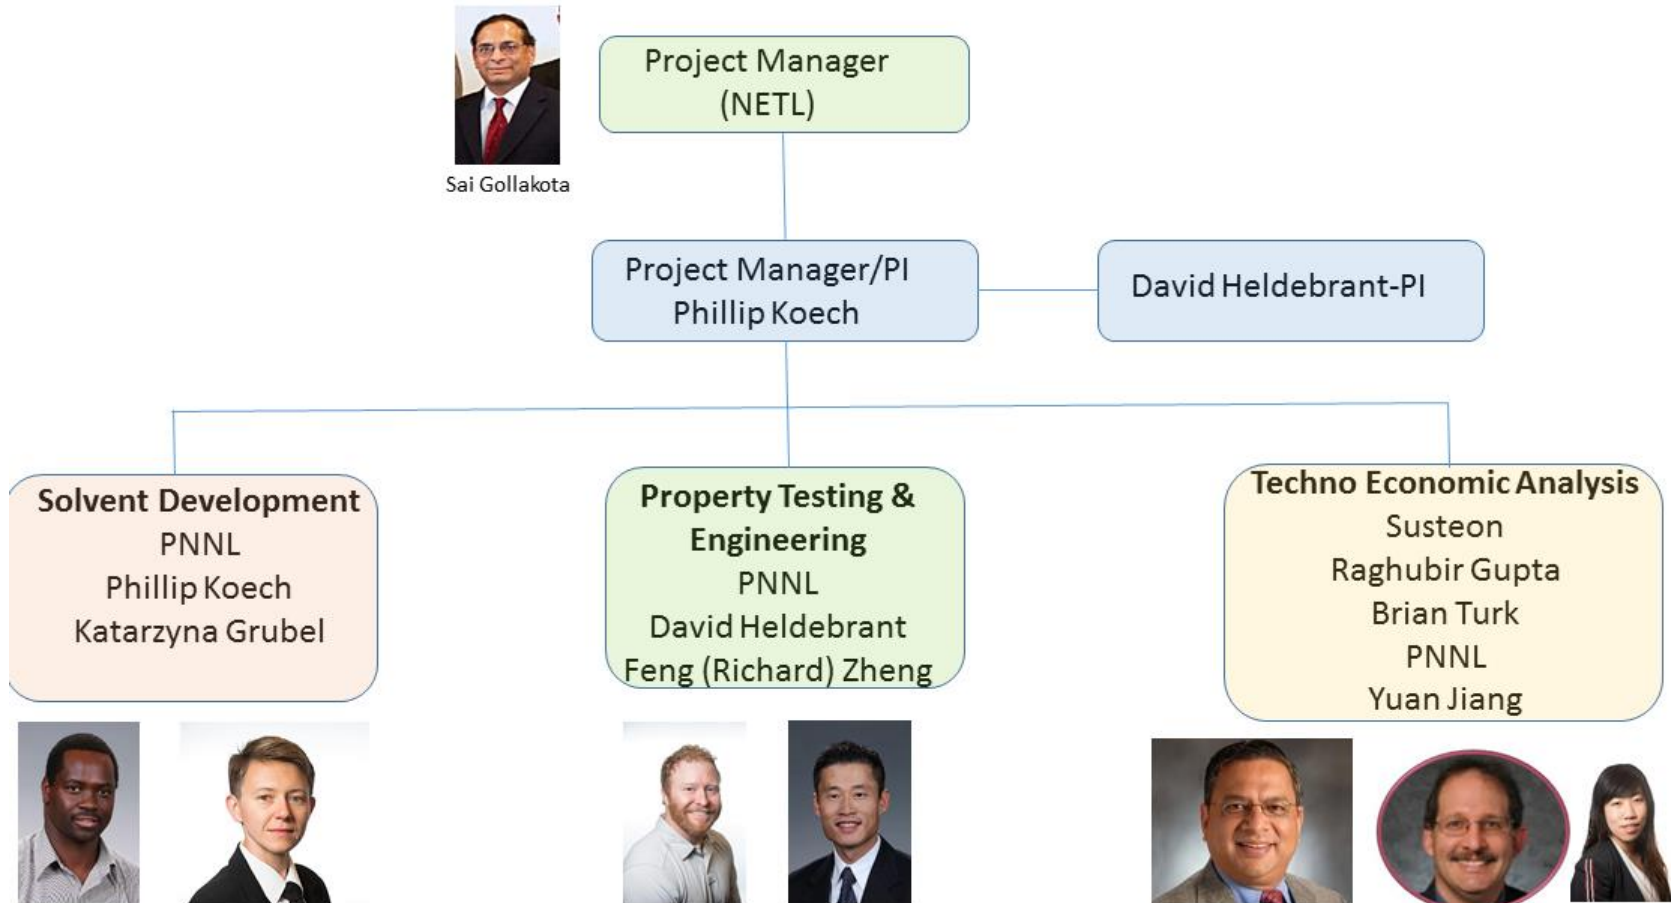 Project Manager
(NETL)
Sai Gollakota
Project Manager/PI
Phillip Koech
David Heldebrant-PI
Solvent Development
PNNL
Phillip Koech
Katarzyna Grubel
Property Testing &
Engineering
PNNL
David Heldebrant
Feng (Richard) Zheng
Techno Economic Analysis
Susteon
Raghubir Gupta
Brian Turk
PNNL
Yuan Jiang